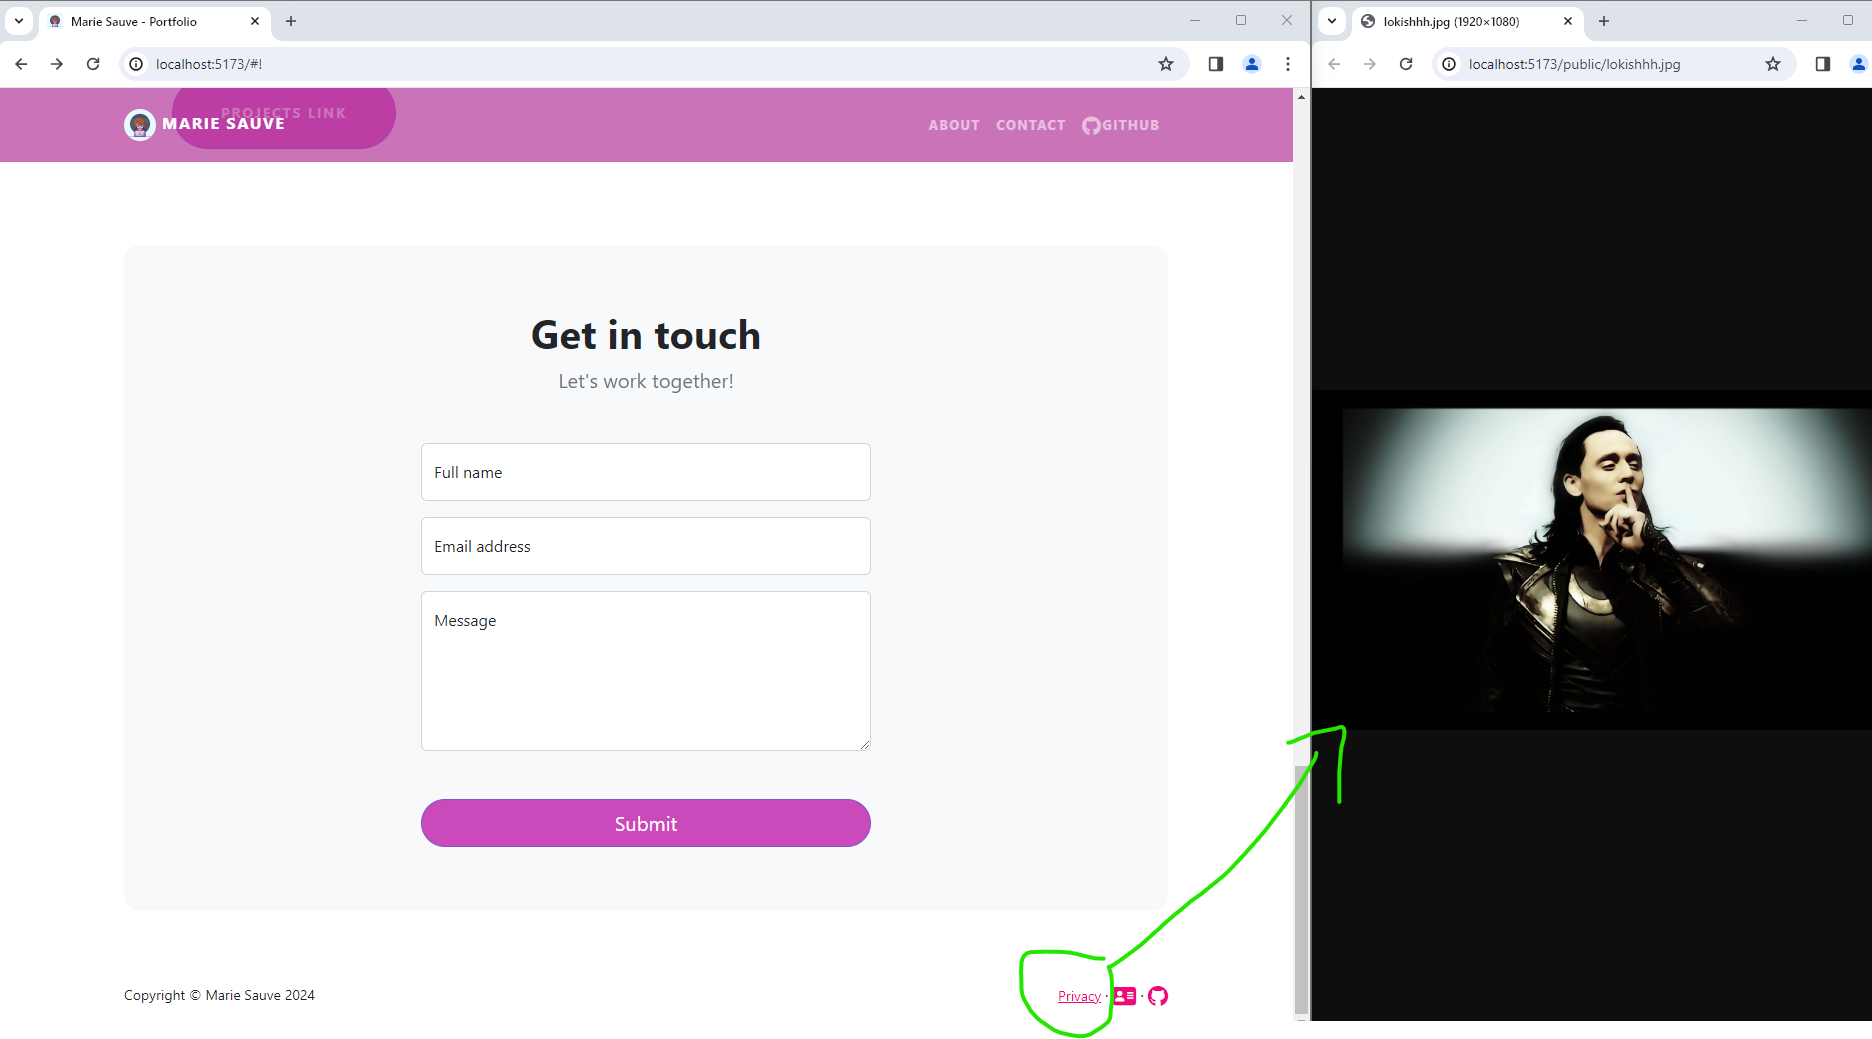 Marie Sauve - Portfolio
localhost:5173/#!
PROJECTS LINK
MARIE SAUVE
ABOUT
CONTACT
GITHUB
Get in touch
Let's work together!
Full name
Email address
Message
Submit
Copyright © Marie Sauve 2024
Privacy · ·
lokishhh.jpg (1920×1080)
localhost:5173/public/lokishhh.jpg